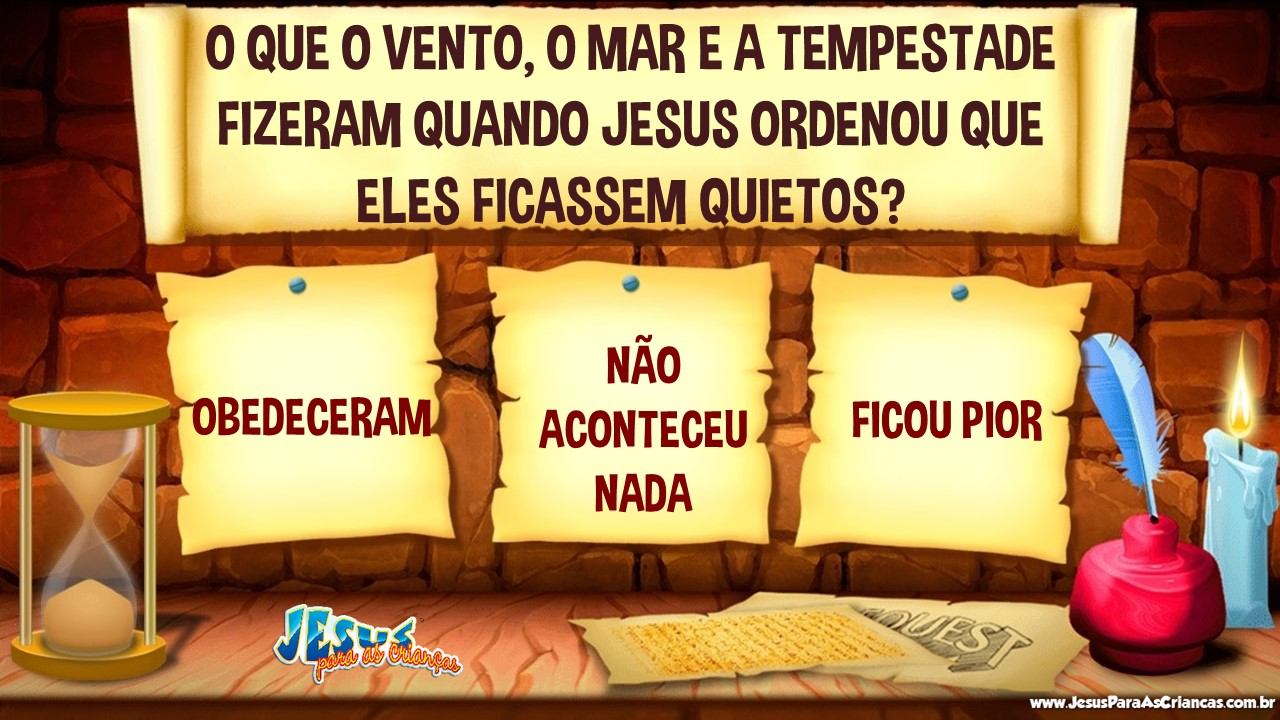 O QUE O VENTO, O MAR E A TEMPESTADE
FIZERAM QUANDO JESUS ORDENOU QUE
ELES FICASSEM QUIETOS?
OBEDECERAM
NÃO
ACONTECEU
NADA
FICOU PIOR
JESUS
para as crianças
QUEST
www.JesusParaAsCriancas.com.br